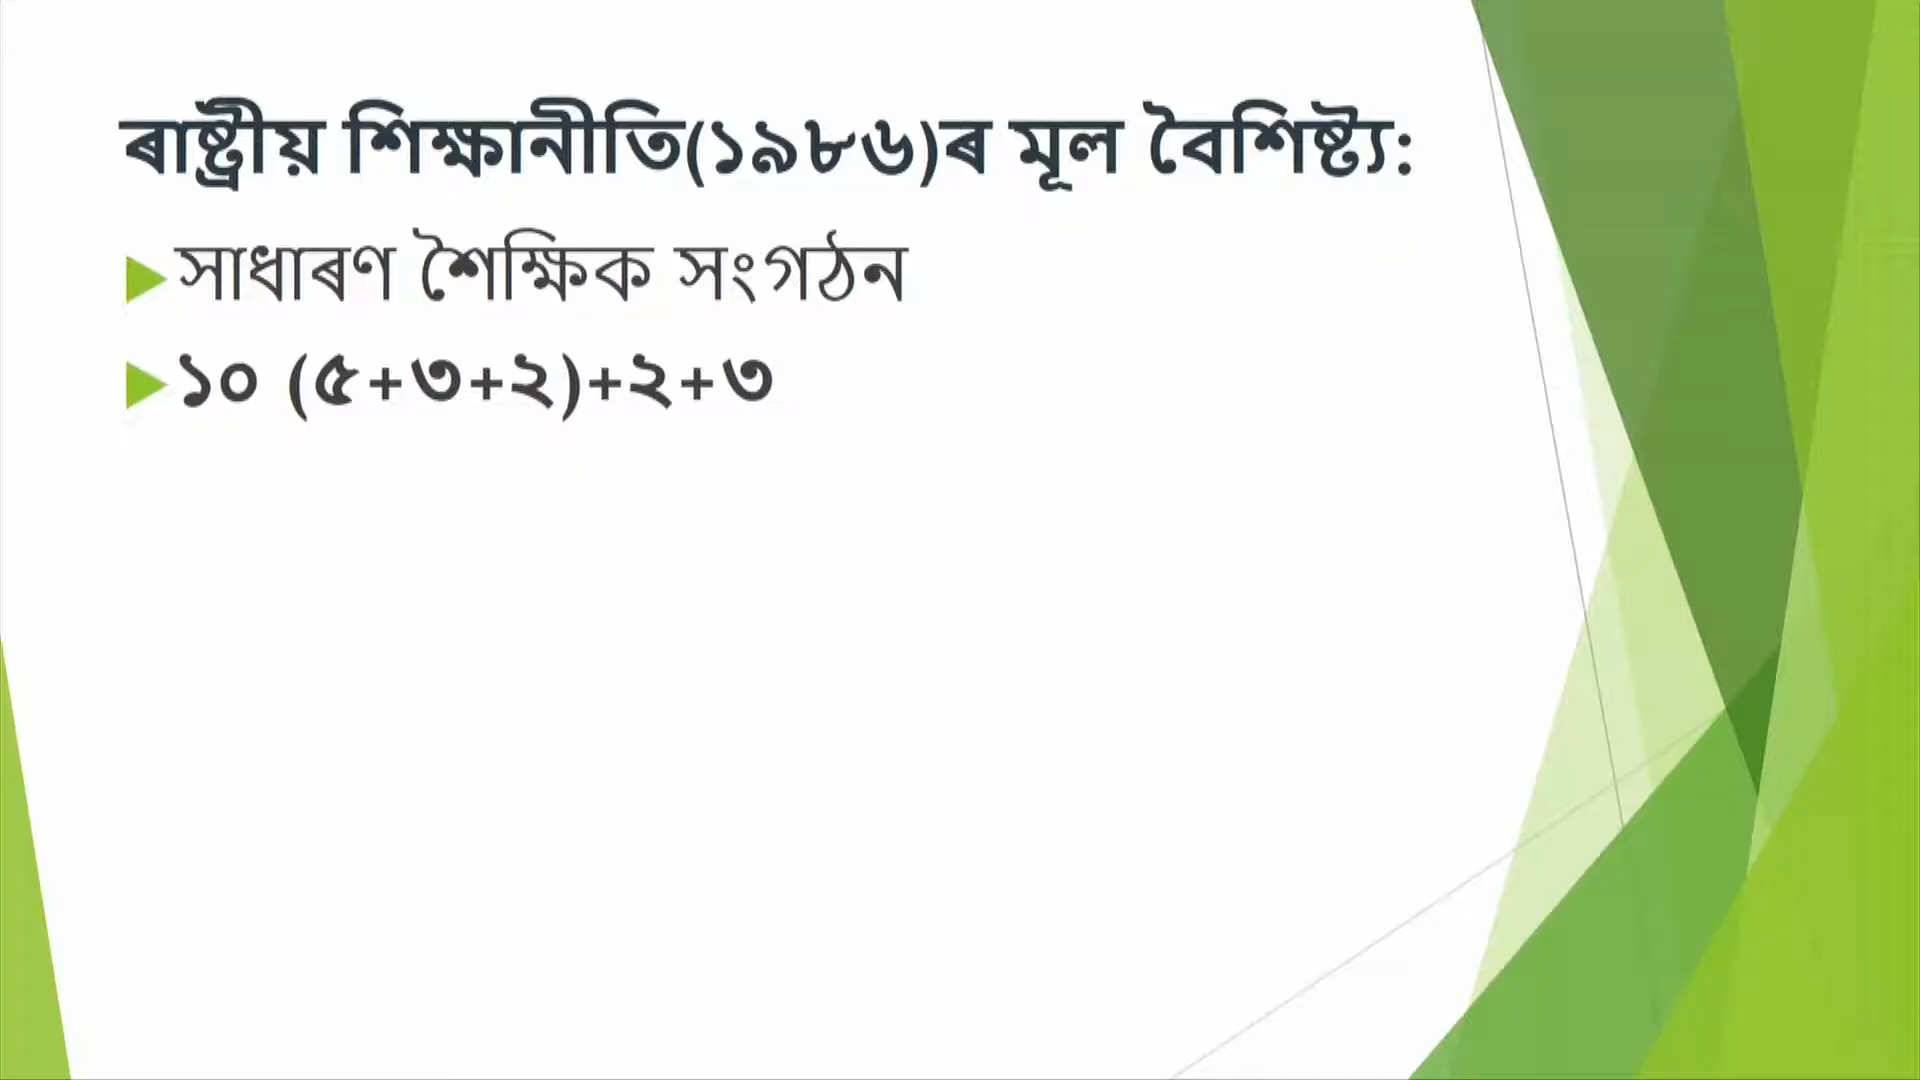 ৰাষ্ট্ৰীয় শিক্ষানীতি(১৯৮৬)ৰ মূল বৈশিষ্ট্য:
সাধাৰণ শৈক্ষিক সংগঠন
১০ (৫+৩+২)+২+৩